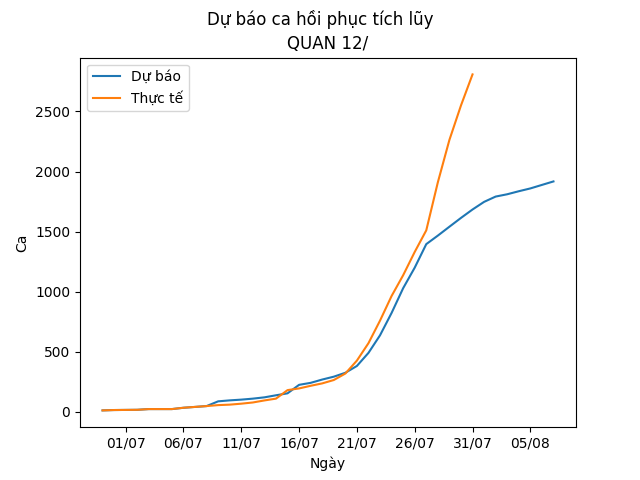 Dự báo ca hồi phục tích lũy
QUAN 12/
Dự báo
Thực tế
2500
2000
1500
1000
500
0
Ca
01/07 06/07 11/07 16/07 21/07 26/07 31/07 05/08
Ngày